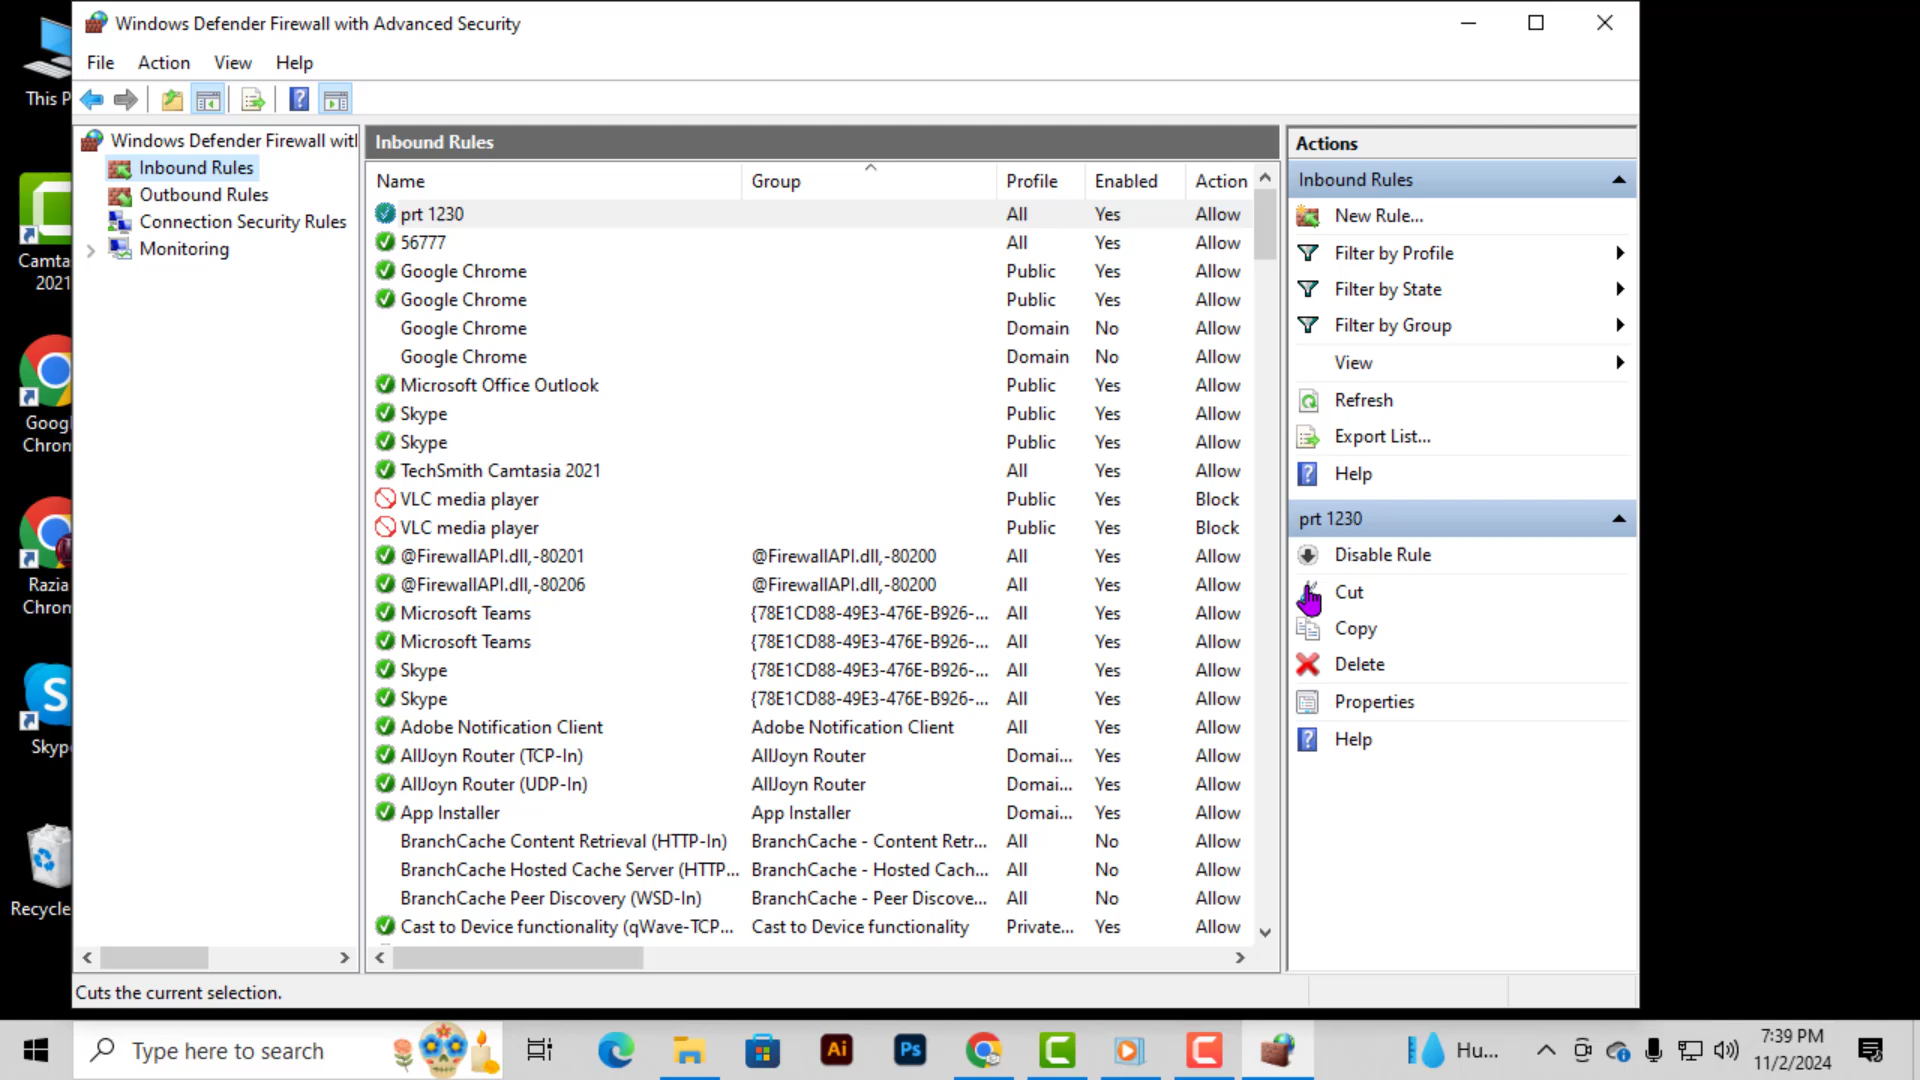 Windows Defender Firewall with Advanced Security
File Action View Help
Windows Defender Firewall with
Inbound Rules
Outbound Rules
Connection Security Rules
Monitoring
Inbound Rules
Name Group Profile Enabled Action
prt 1230 All Yes Allow
56777 All Yes Allow
Google Chrome Public Yes Allow
Google Chrome Public Yes Allow
Google Chrome Domain No Allow
Google Chrome Domain No Allow
Microsoft Office Outlook Public Yes Allow
Skype Public Yes Allow
Skype Public Yes Allow
TechSmith Camtasia 2021 All Yes Allow
VLC media player Public Yes Block
VLC media player Public Yes Block
@FirewallAPI.dll,-80201 @FirewallAPI.dll,-80200 All Yes Allow
@FirewallAPI.dll,-80206 @FirewallAPI.dll,-80200 All Yes Allow
Microsoft Teams {78E1CD88-49E3-476E-B926-... All Yes Allow
Microsoft Teams {78E1CD88-49E3-476E-B926-... All Yes Allow
Skype {78E1CD88-49E3-476E-B926-... All Yes Allow
Skype {78E1CD88-49E3-476E-B926-... All Yes Allow
Adobe Notification Client Adobe Notification Client All Yes Allow
AllJoyn Router (TCP-In) AllJoyn Router Domai... Yes Allow
AllJoyn Router (UDP-In) AllJoyn Router Domai... Yes Allow
App Installer App Installer Domai... Yes Allow
BranchCache Content Retrieval (HTTP-In) BranchCache - Content Retr... All No Allow
BranchCache Hosted Cache Server (HTTP... BranchCache - Hosted Cach... All No Allow
BranchCache Peer Discovery (WSD-In) BranchCache - Peer Discove... All No Allow
Cast to Device functionality (qWave-TCP... Cast to Device functionality Private... Yes Allow
Actions
Inbound Rules
New Rule...
Filter by Profile
Filter by State
Filter by Group
View
Refresh
Export List...
Help
prt 1230
Disable Rule
Cut
Copy
Delete
Properties
Help
Cuts the current selection.
This P
Camta
2021
Goog
Chron
Razia
Chron
S
Skype
Recycle
Type here to search
Ai
Ps
Hu...
7:39 PM
11/2/2024